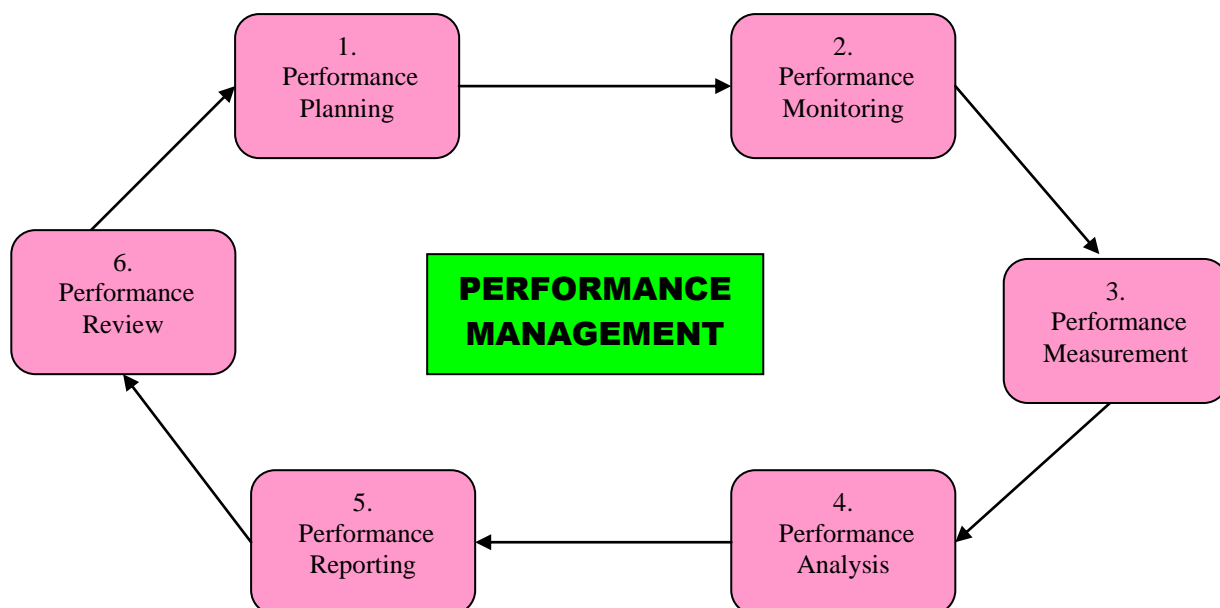 1.
Performance
Planning
2.
Performance
Monitoring
3.
Performance
Measurement
4.
Performance
Analysis
5.
Performance
Reporting
6.
Performance
Review
PERFORMANCE
MANAGEMENT